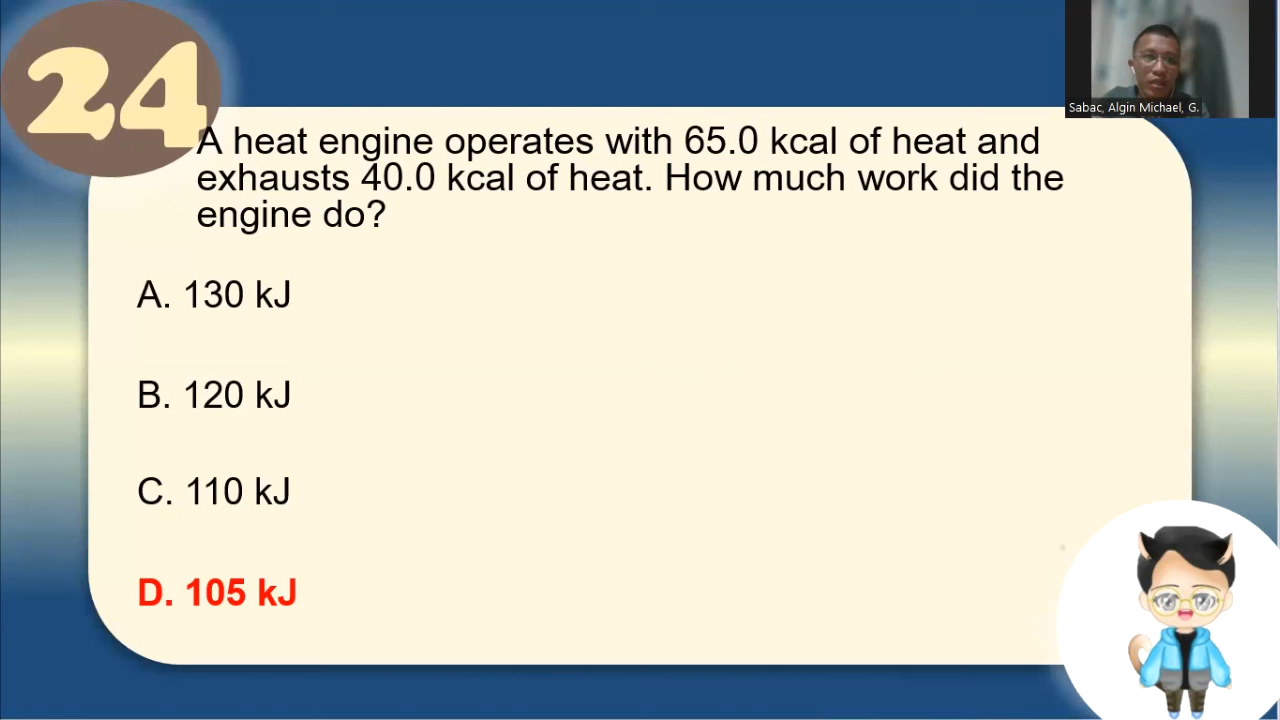 24
A heat engine operates with 65.0 kcal of heat and
exhausts 40.0 kcal of heat. How much work did the
engine do?
A. 130 kJ
B. 120 kJ
C. 110 kJ
D. 105 kJ
Sabac, Algin Michael, G.